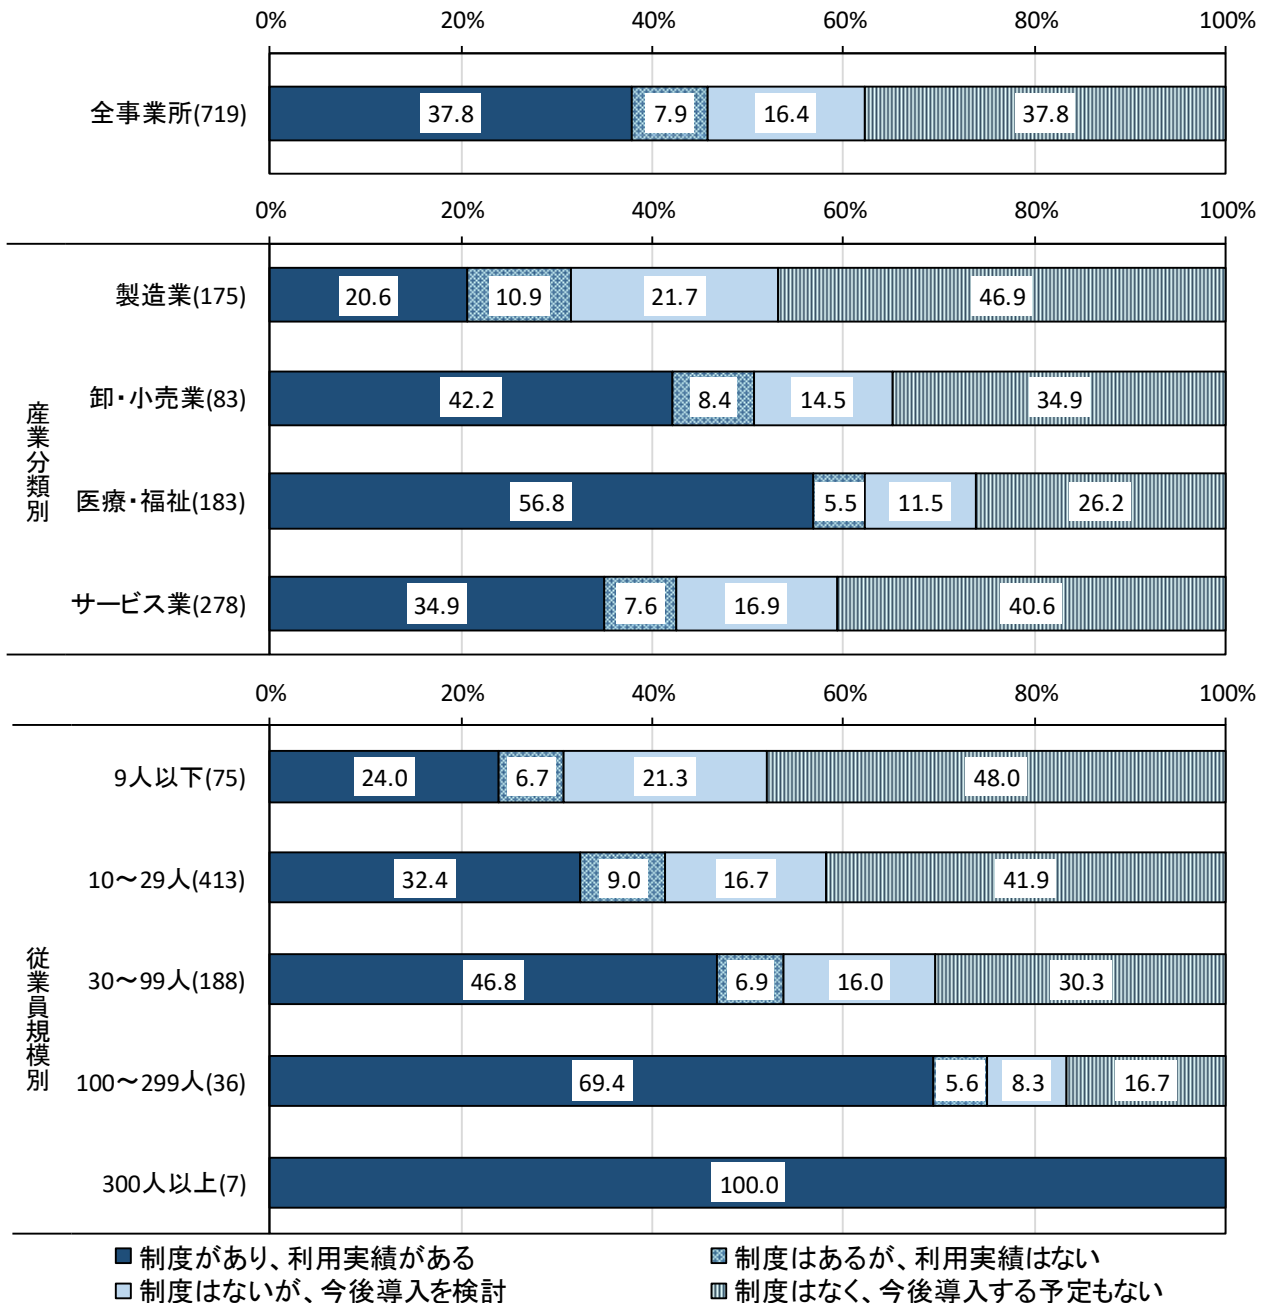 0% 20% 40% 60% 80% 100%
全事業所(719) 37.8 7.9 16.4 37.8
0% 20% 40% 60% 80% 100%
産業分類別
製造業(175) 20.6 10.9 21.7 46.9
卸・小売業(83) 42.2 8.4 14.5 34.9
医療・福祉(183) 56.8 5.5 11.5 26.2
サービス業(278) 34.9 7.6 16.9 40.6
0% 20% 40% 60% 80% 100%
従業員規模別
9人以下(75) 24.0 6.7 21.3 48.0
10～29人(413) 32.4 9.0 16.7 41.9
30～99人(188) 46.8 6.9 16.0 30.3
100～299人(36) 69.4 5.6 8.3 16.7
300人以上(7) 100.0
制度があり、利用実績がある 制度はあるが、利用実績はない
制度はないが、今後導入を検討 制度はなく、今後導入する予定もない